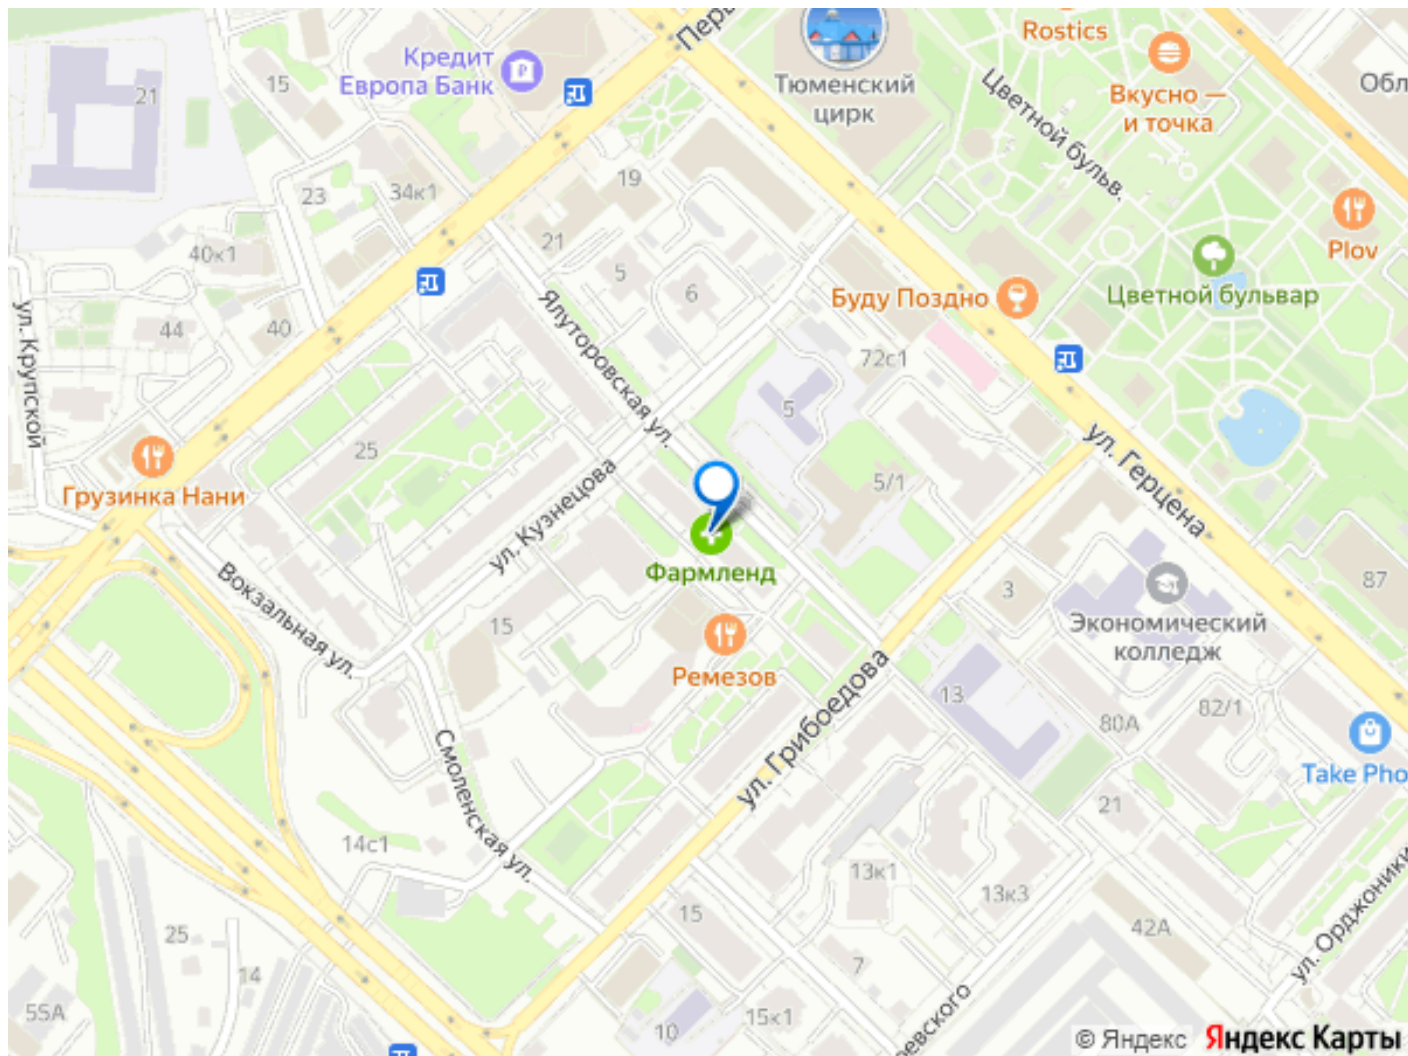 Перв
Rostics
Кредит
Европа Банк
15
21
Тюменский
цирк
Цветной бульв.
Вкусно —
и точка
Обл
23
34к1
19
Plov
40к1
21
5
6
Буду Поздно
Цветной бульвар
ул. Крупской
44
40
Ялуторовская ул.
72с1
5
25
ул. Герцена
Грузинка Нани
ул. Кузнецова
5/1
Фармленд
Вокзальная ул.
3
87
Экономический
колледж
15
Ремезов
ул. Грибоедова
13
80А
82/1
Смоленская ул.
Take Pho
21
14с1
13к1
13к3
15
42А
ул. Орджоники
25
14
7
55А
10
15к1
евского
© Яндекс
Яндекс Карты